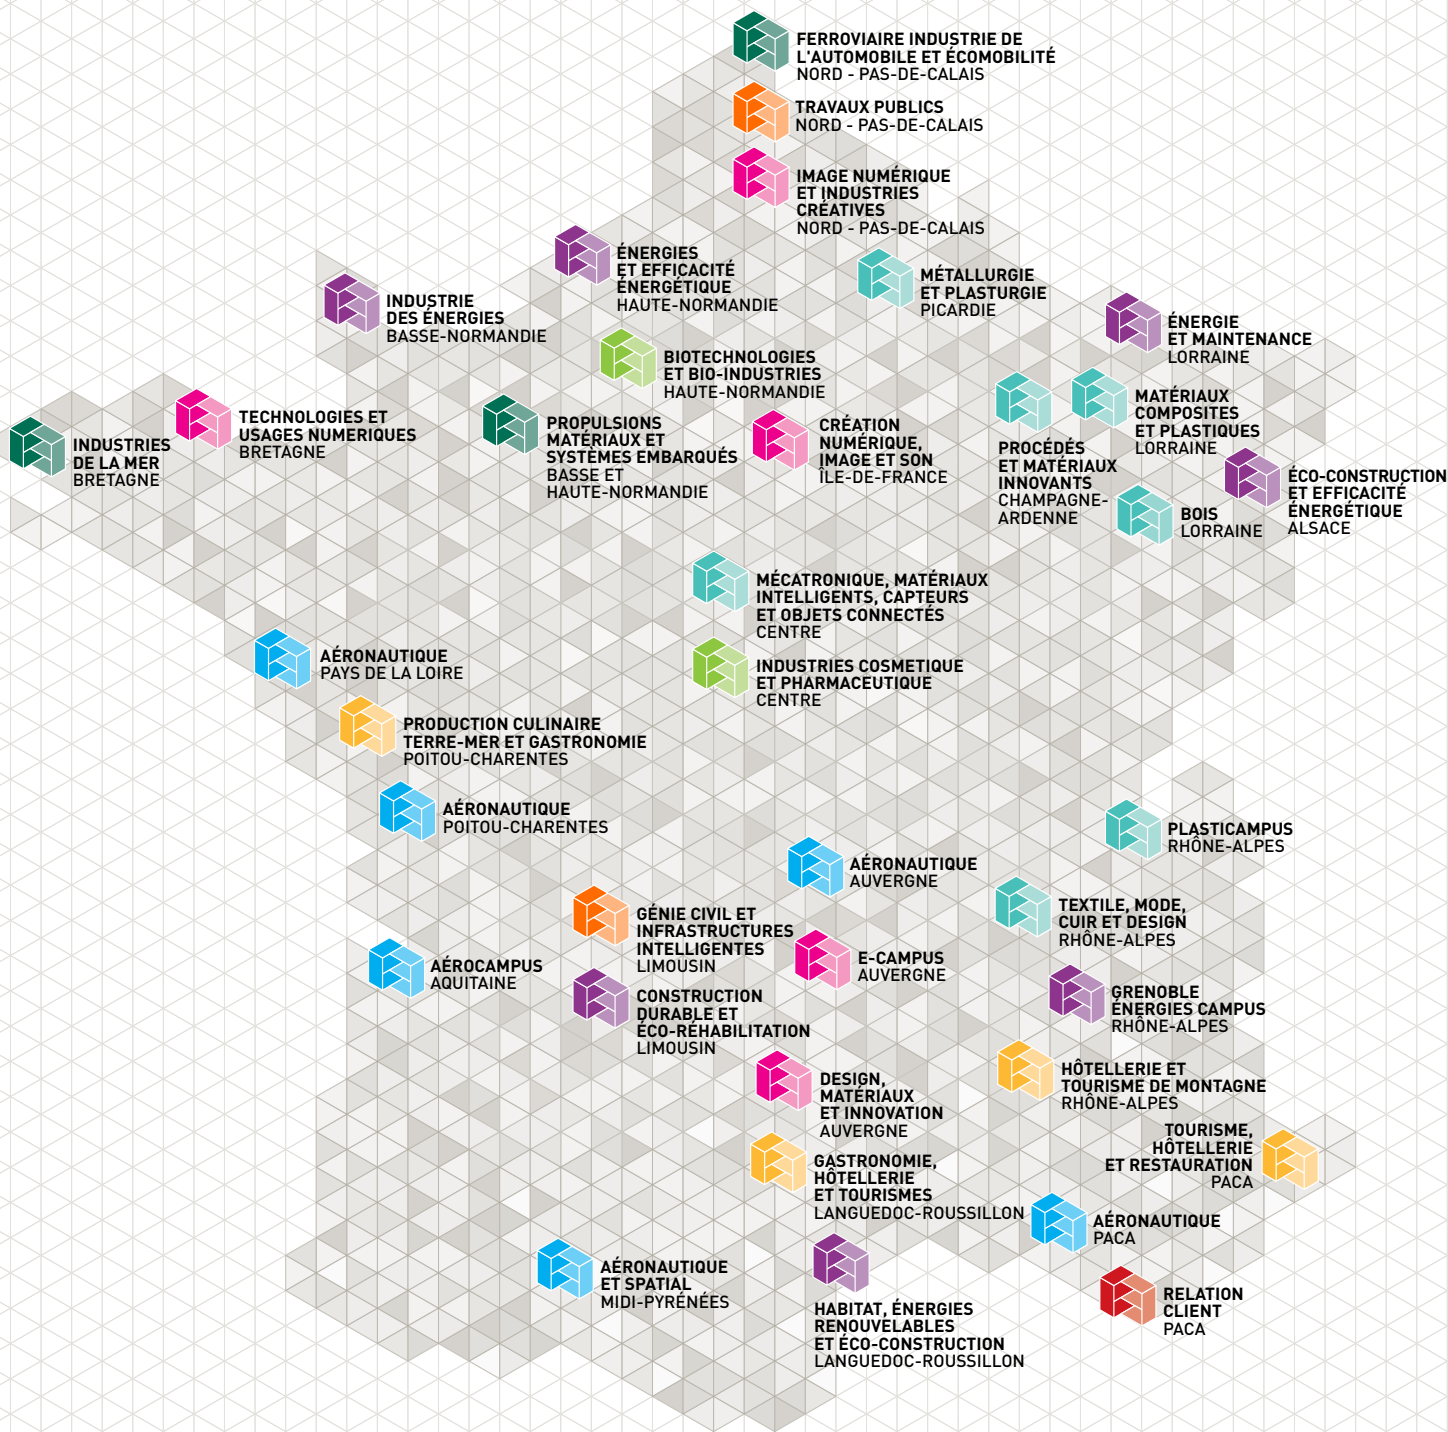 FERROVIAIRE INDUSTRIE DE
L'AUTOMOBILE ET ÉCOMOBILITÉ
NORD - PAS-DE-CALAIS
TRAVAUX PUBLICS
NORD - PAS-DE-CALAIS
IMAGE NUMÉRIQUE
ET INDUSTRIES
CRÉATIVES
NORD - PAS-DE-CALAIS
ÉNERGIES
ET EFFICACITÉ
ÉNERGÉTIQUE
HAUTE-NORMANDIE
MÉTALLURGIE
ET PLASTURGIE
PICARDIE
INDUSTRIE
DES ÉNERGIES
BASSE-NORMANDIE
ÉNERGIE
ET MAINTENANCE
LORRAINE
BIOTECHNOLOGIES
ET BIO-INDUSTRIES
HAUTE-NORMANDIE
MATÉRIAUX
COMPOSITES
ET PLASTIQUES
LORRAINE
TECHNOLOGIES ET
USAGES NUMERIQUES
BRETAGNE
PROPULSIONS
MATÉRIAUX ET
SYSTÈMES EMBARQUÉS
BASSE ET
HAUTE-NORMANDIE
CRÉATION
NUMÉRIQUE,
IMAGE ET SON
ÎLE-DE-FRANCE
INDUSTRIES
DE LA MER
BRETAGNE
PROCÉDÉS
ET MATÉRIAUX
INNOVANTS
CHAMPAGNE-
ARDENNE
ÉCO-CONSTRUCTION
ET EFFICACITÉ
ÉNERGÉTIQUE
ALSACE
BOIS
LORRAINE
MÉCATRONIQUE, MATÉRIAUX
INTELLIGENTS, CAPTEURS
ET OBJETS CONNECTÉS
CENTRE
AÉRONAUTIQUE
PAYS DE LA LOIRE
INDUSTRIES COSMETIQUE
ET PHARMACEUTIQUE
CENTRE
PRODUCTION CULINAIRE
TERRE-MER ET GASTRONOMIE
POITOU-CHARENTES
AÉRONAUTIQUE
POITOU-CHARENTES
PLASTICAMPUS
RHÔNE-ALPES
AÉRONAUTIQUE
AUVERGNE
TEXTILE, MODE,
CUIR ET DESIGN
RHÔNE-ALPES
GÉNIE CIVIL ET
INFRASTRUCTURES
INTELLIGENTES
LIMOUSIN
E-CAMPUS
AUVERGNE
AÉROCAMPUS
AQUITAINE
GRENOBLE
ÉNERGIES CAMPUS
RHÔNE-ALPES
CONSTRUCTION
DURABLE ET
ÉCO-RÉHABILITATION
LIMOUSIN
HÔTELLERIE ET
TOURISME DE MONTAGNE
RHÔNE-ALPES
DESIGN,
MATÉRIAUX
ET INNOVATION
AUVERGNE
TOURISME,
HÔTELLERIE
ET RESTAURATION
PACA
GASTRONOMIE,
HÔTELLERIE
ET TOURISMES
LANGUEDOC-ROUSSILLON
AÉRONAUTIQUE
PACA
AÉRONAUTIQUE
ET SPATIAL
MIDI-PYRÉNÉES
RELATION
CLIENT
PACA
HABITAT, ÉNERGIES
RENOUVELABLES
ET ÉCO-CONSTRUCTION
LANGUEDOC-ROUSSILLON